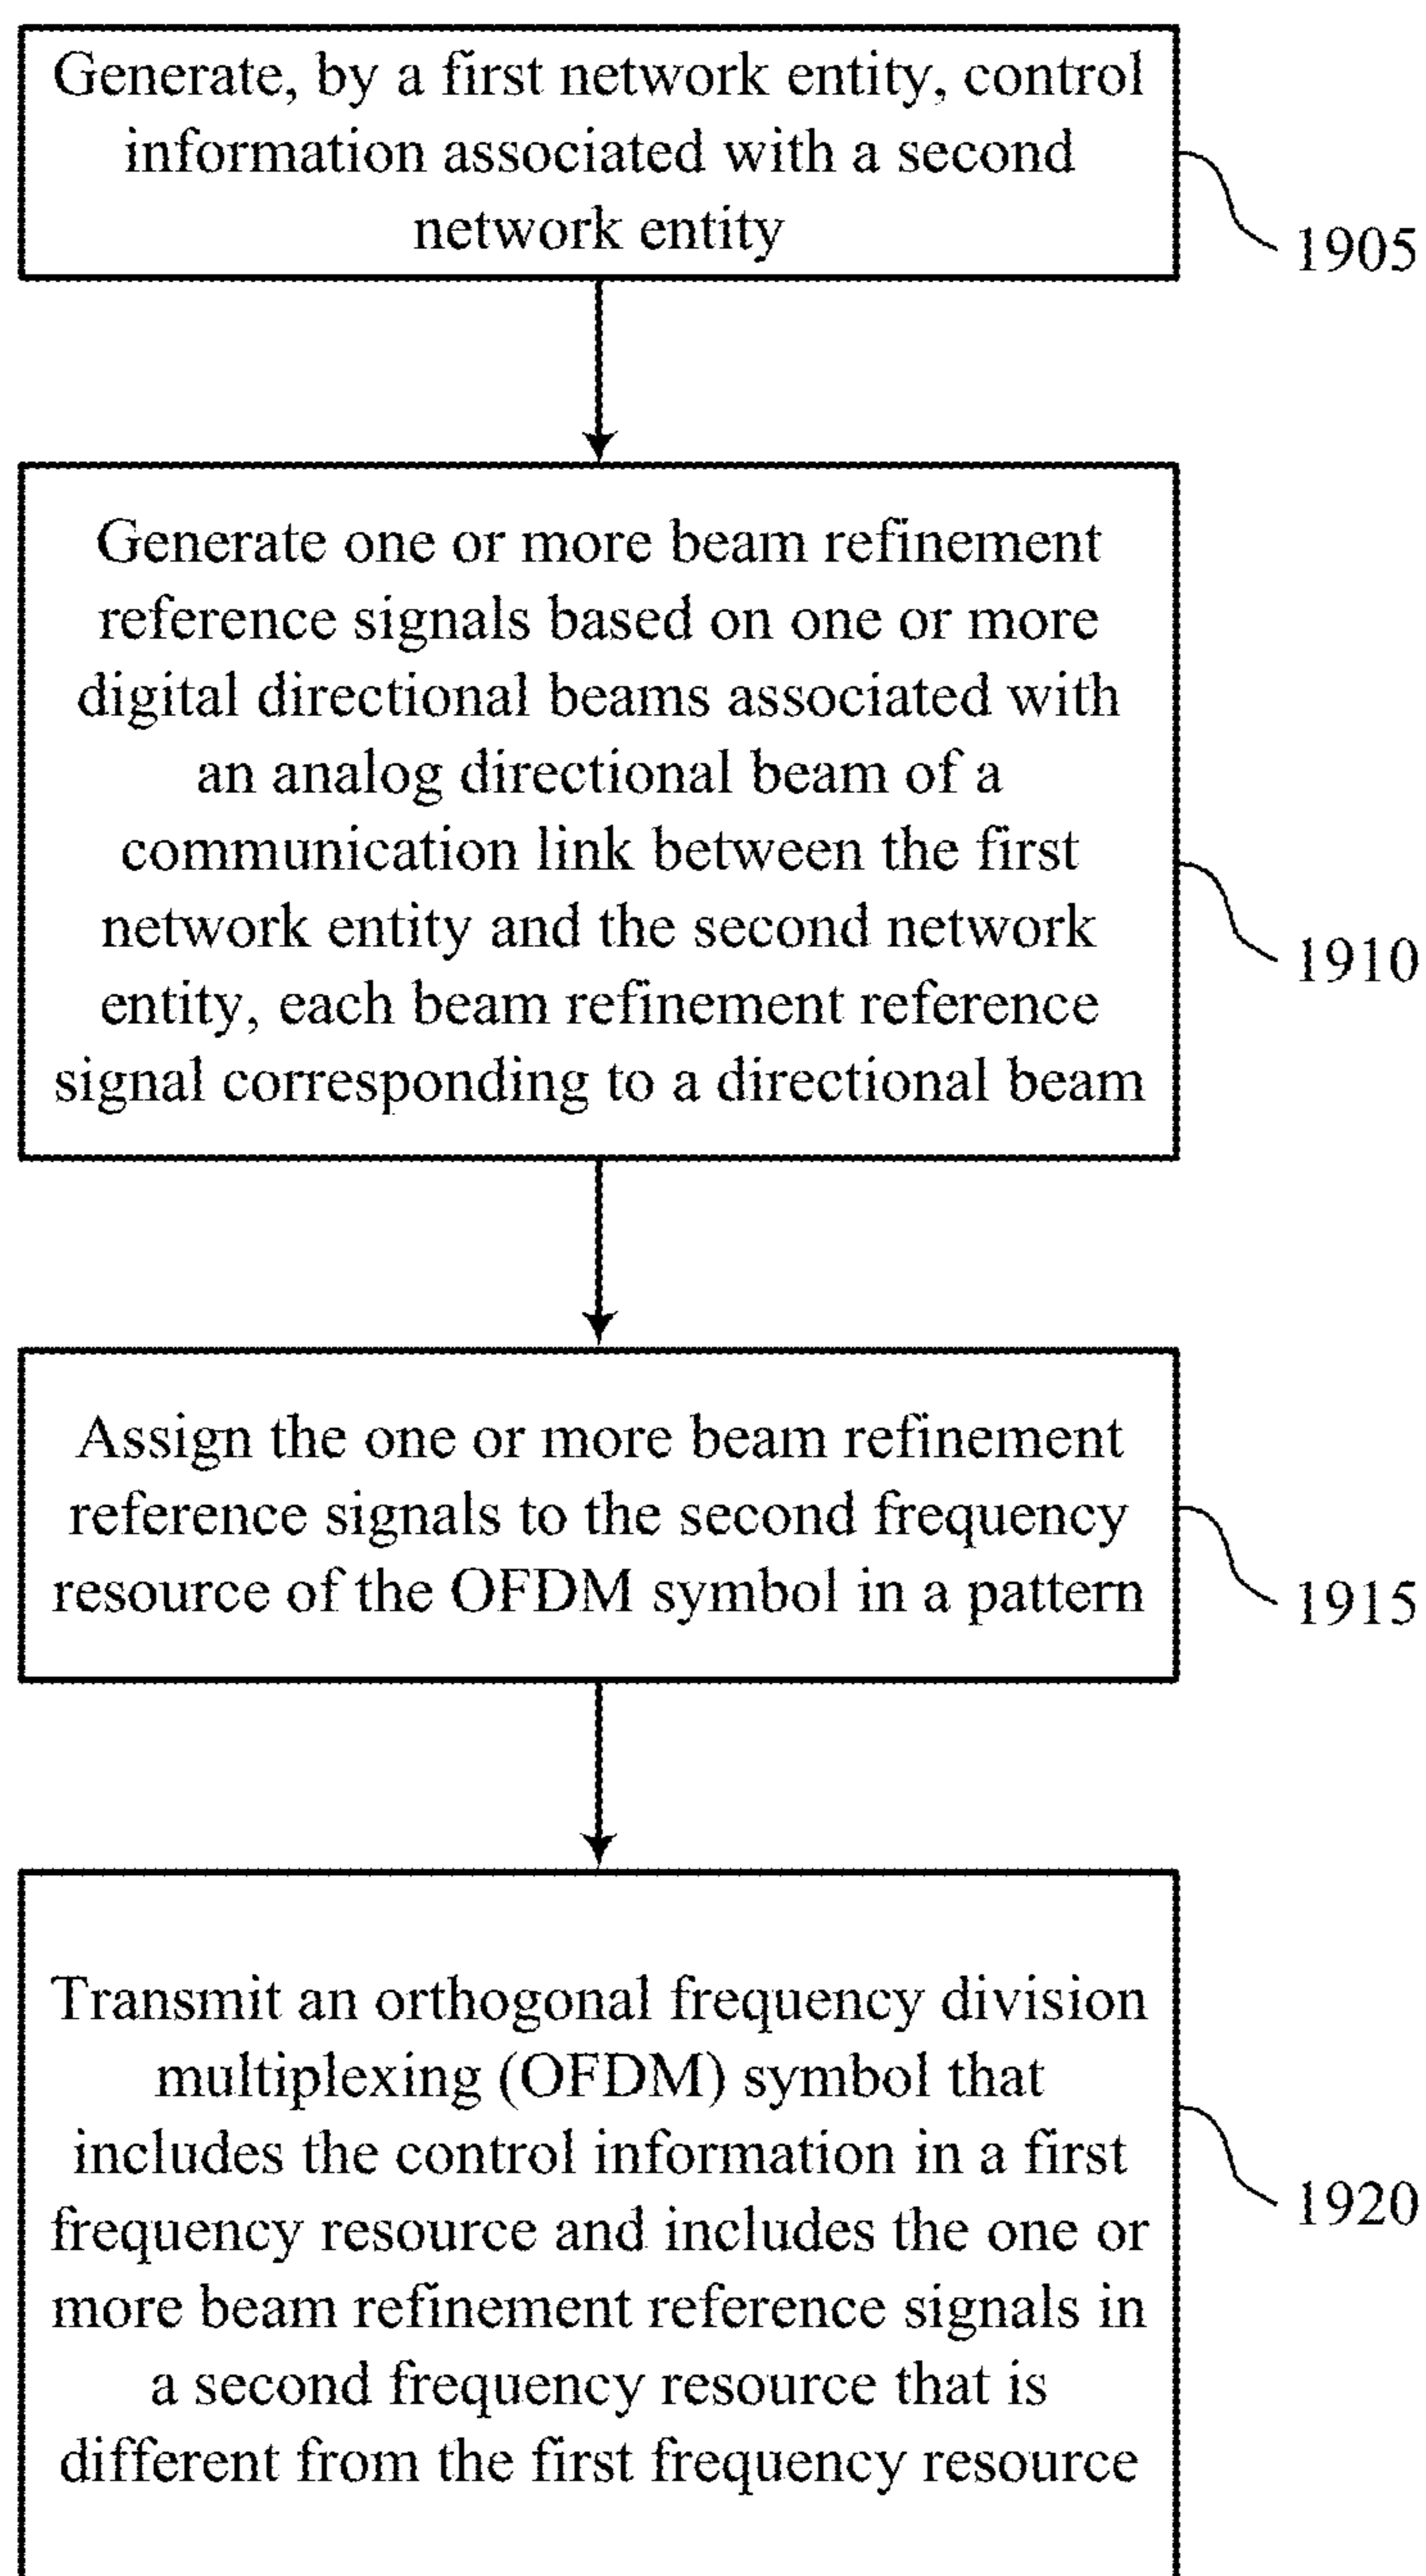 Generate, by a first network entity, control
information associated with a second
network entity
1905
Generate one or more beam refinement
reference signals based on one or more
digital directional beams associated with
an analog directional beam of a
communication link between the first
network entity and the second network
entity, each beam refinement reference
signal corresponding to a directional beam
1910
Assign the one or more beam refinement
reference signals to the second frequency
resource of the OFDM symbol in a pattern
1915
Transmit an orthogonal frequency division
multiplexing (OFDM) symbol that
includes the control information in a first
frequency resource and includes the one or
more beam refinement reference signals in
a second frequency resource that is
different from the first frequency resource
1920